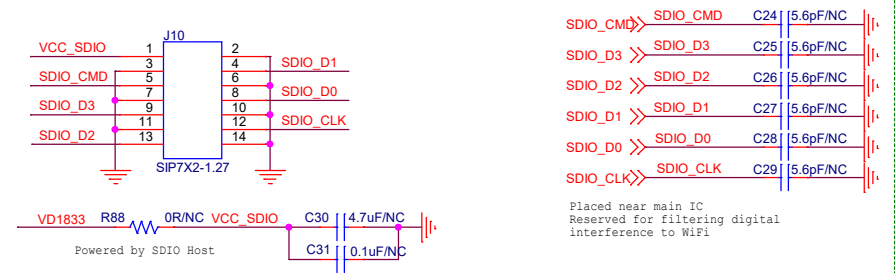 J10
VCC_SDIO 1 2
3 4 SDIO_D1
SDIO_CMD 5 6
7 8 SDIO_D0
SDIO_D3 9 10
11 12 SDIO_CLK
SDIO_D2 13 14
SIP7X2-1.27
VD1833 R88 0R/NC VCC_SDIO C30 4.7uF/NC
Powered by SDIO Host
C31 0.1uF/NC
SDIO_CMD SDIO_CMD C24 5.6pF/NC
SDIO_D3 SDIO_D3 C25 5.6pF/NC
SDIO_D2 SDIO_D2 C26 5.6pF/NC
SDIO_D1 SDIO_D1 C27 5.6pF/NC
SDIO_D0 SDIO_D0 C28 5.6pF/NC
SDIO_CLK SDIO_CLK C29 5.6pF/NC
Placed near main IC
Reserved for filtering digital
interference to WiFi